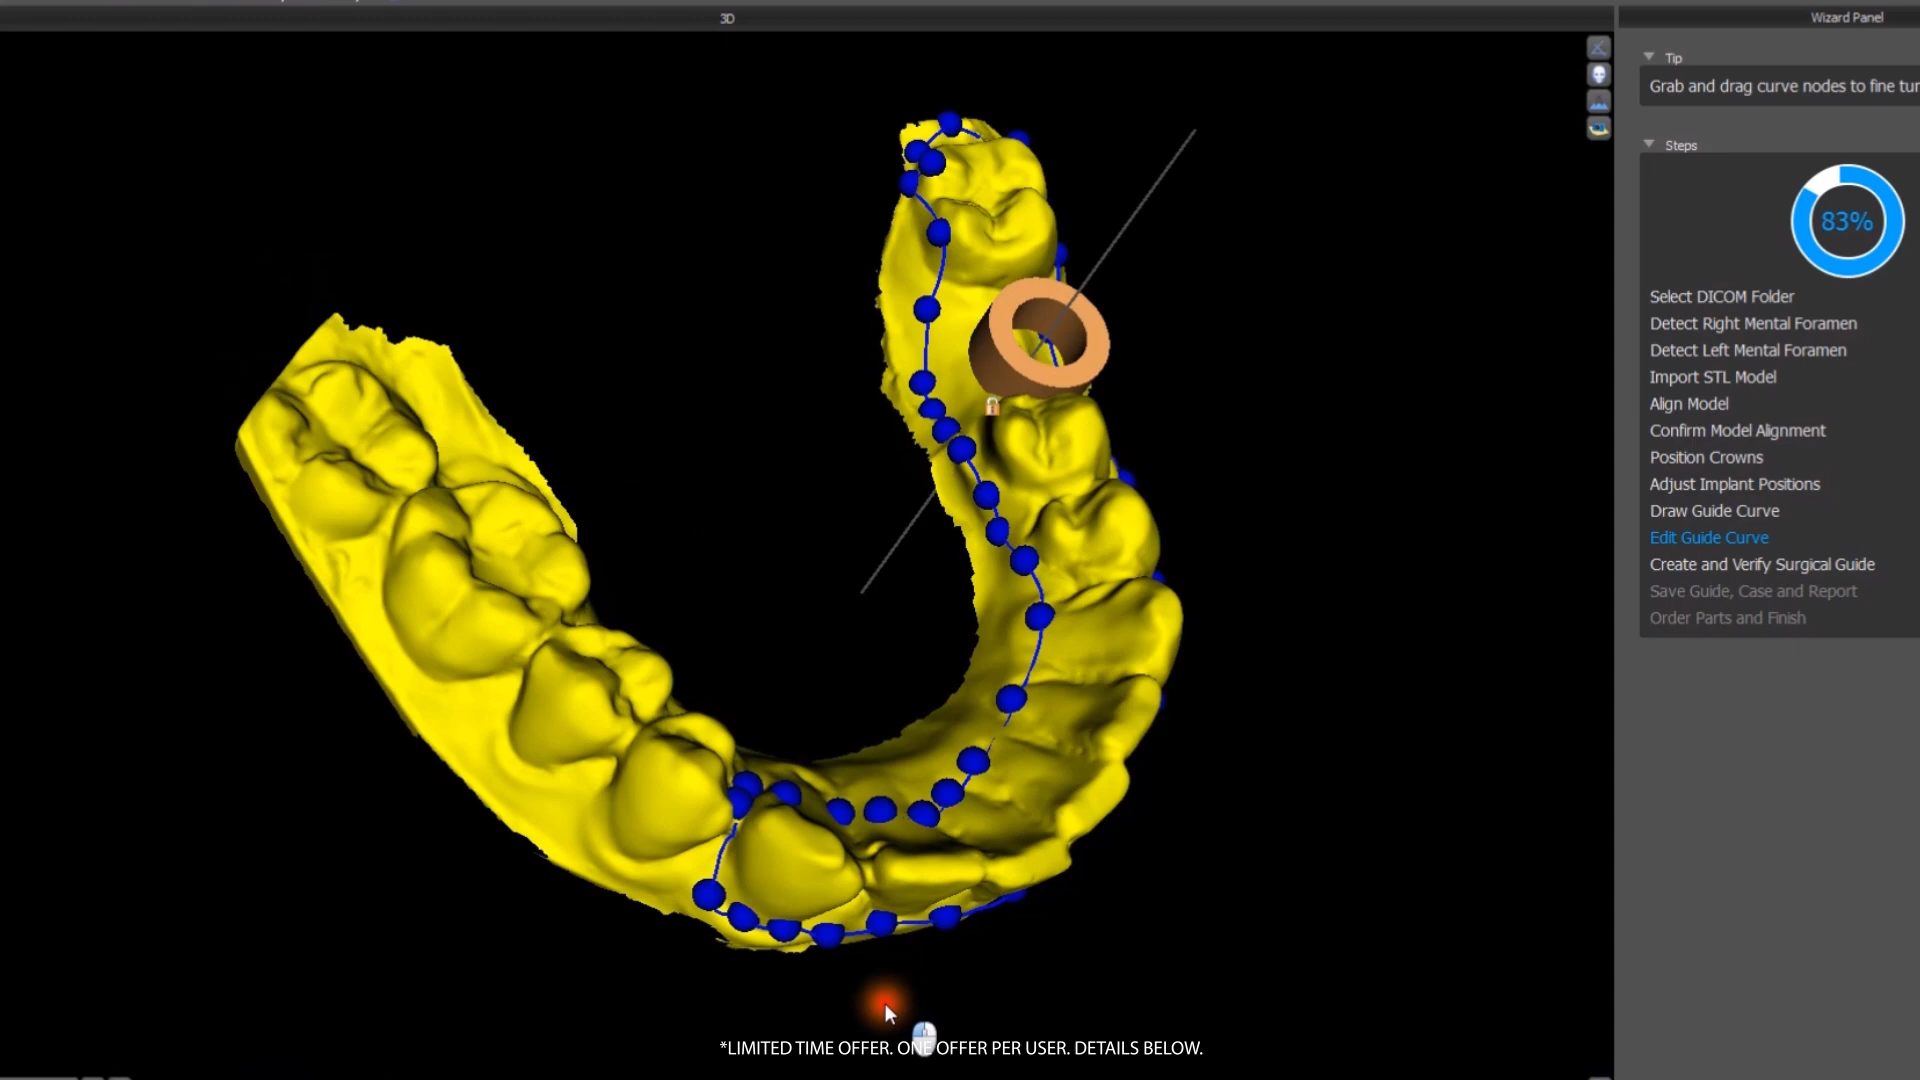 3D
Wizard Panel
Tip
Grab and drag curve nodes to fine
Steps
83%
Select DICOM Folder
Detect Right Mental Foramen
Detect Left Mental Foramen
Import STL Model
Align Model
Confirm Model Alignment
Position Crowns
Adjust Implant Positions
Draw Guide Curve
Edit Guide Curve
Create and Verify Surgical Guide
Save Guide, Case and Report
Order Parts and Finish
*LIMITED TIME OFFER. ONE OFFER PER USER. DETAILS BELOW.